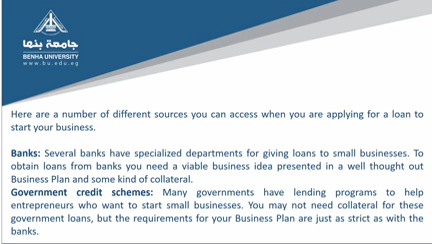 جامعة بنها
BENHA UNIVERSITY
www.bu.edu.eg
Here are a number of different sources you can access when you are applying for a loan to
start your business.
Banks: Several banks have specialized departments for giving loans to small businesses. To
obtain loans from banks you need a viable business idea presented in a well thought out
Business Plan and some kind of collateral.
Government credit schemes: Many governments have lending programs to help
entrepreneurs who want to start small businesses. You may not need collateral for these
government loans, but the requirements for your Business Plan are just as strict as with the
banks.